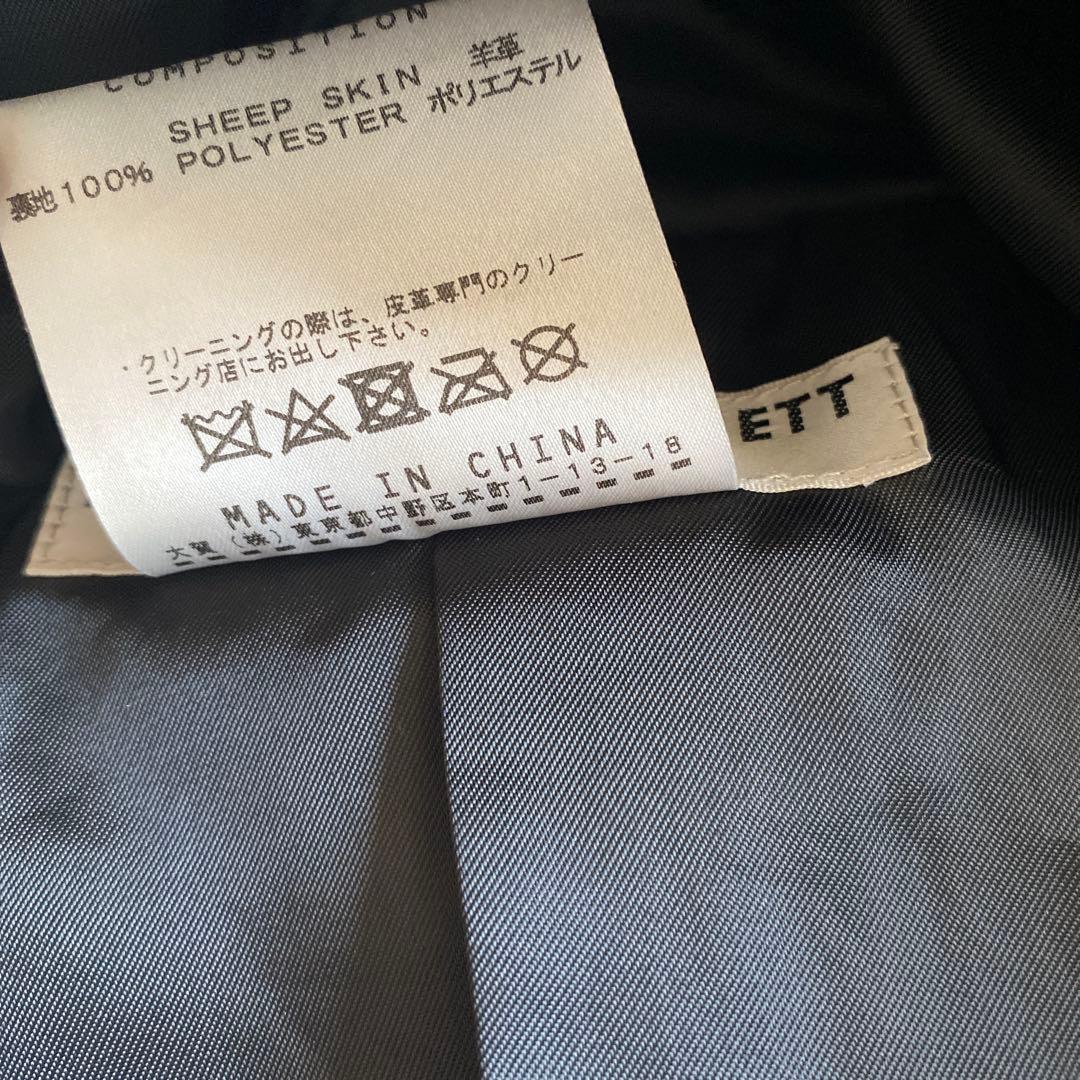 COMPOSITION
SHEEP SKIN 羊革
裏地100% POLYESTER ポリエステル
・クリーニングの際は、皮革専門のクリー
ニング店にお出し下さい。
MADE IN CHINA
大賀(株)東京都中野区本町1-13-18
ETT